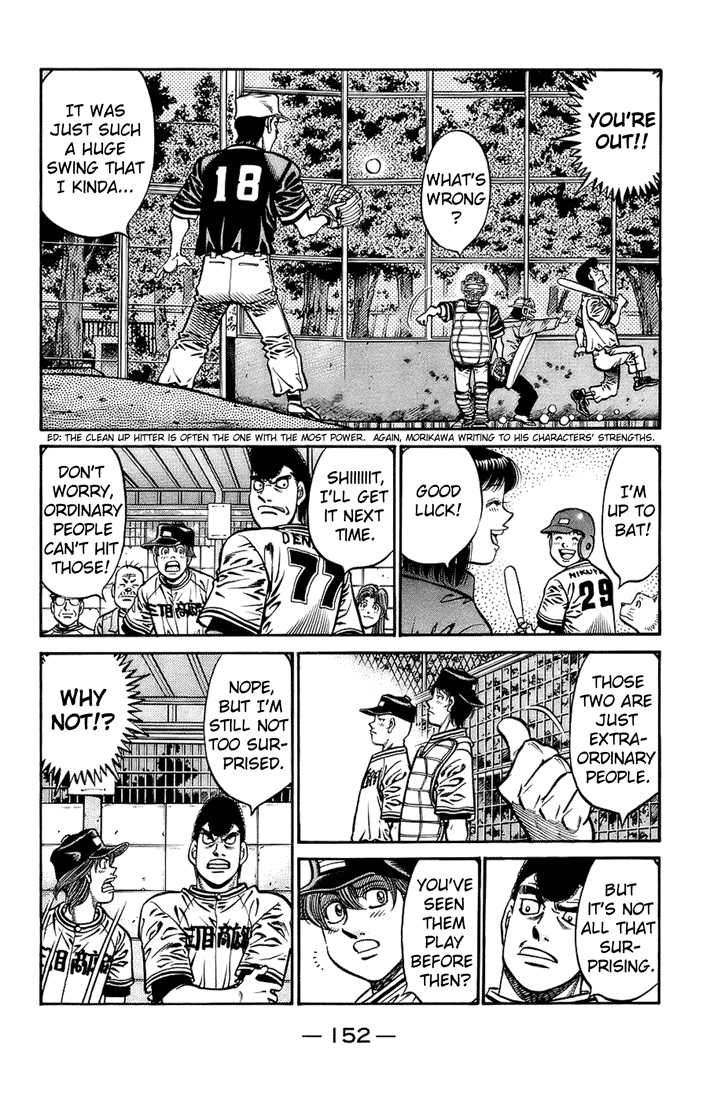 YOU'RE
OUT!!
WHAT'S
WRONG
?
IT WAS
JUST SUCH
A HUGE
SWING THAT
I KINDA...
18
ED: THE CLEAN UP HITTER IS OFTEN THE ONE WITH THE MOST POWER. AGAIN, MORIKAWA WRITING TO HIS CHARACTERS' STRENGTHS.
I'M
UP TO
BAT!
GOOD
LUCK!
29
SHIIIIIIT,
I'LL GET
IT NEXT
TIME.
77
DON'T
WORRY,
ORDINARY
PEOPLE
CAN'T HIT
THOSE!
THOSE
TWO ARE
JUST
EXTRA-
ORDINARY
PEOPLE.
NOPE,
BUT I'M
STILL NOT
TOO SUR-
PRISED.
WHY
NOT!?
BUT
IT'S NOT
ALL THAT
SUR-
PRISING.
YOU'VE
SEEN
THEM
PLAY
BEFORE
THEN?
— 152 —